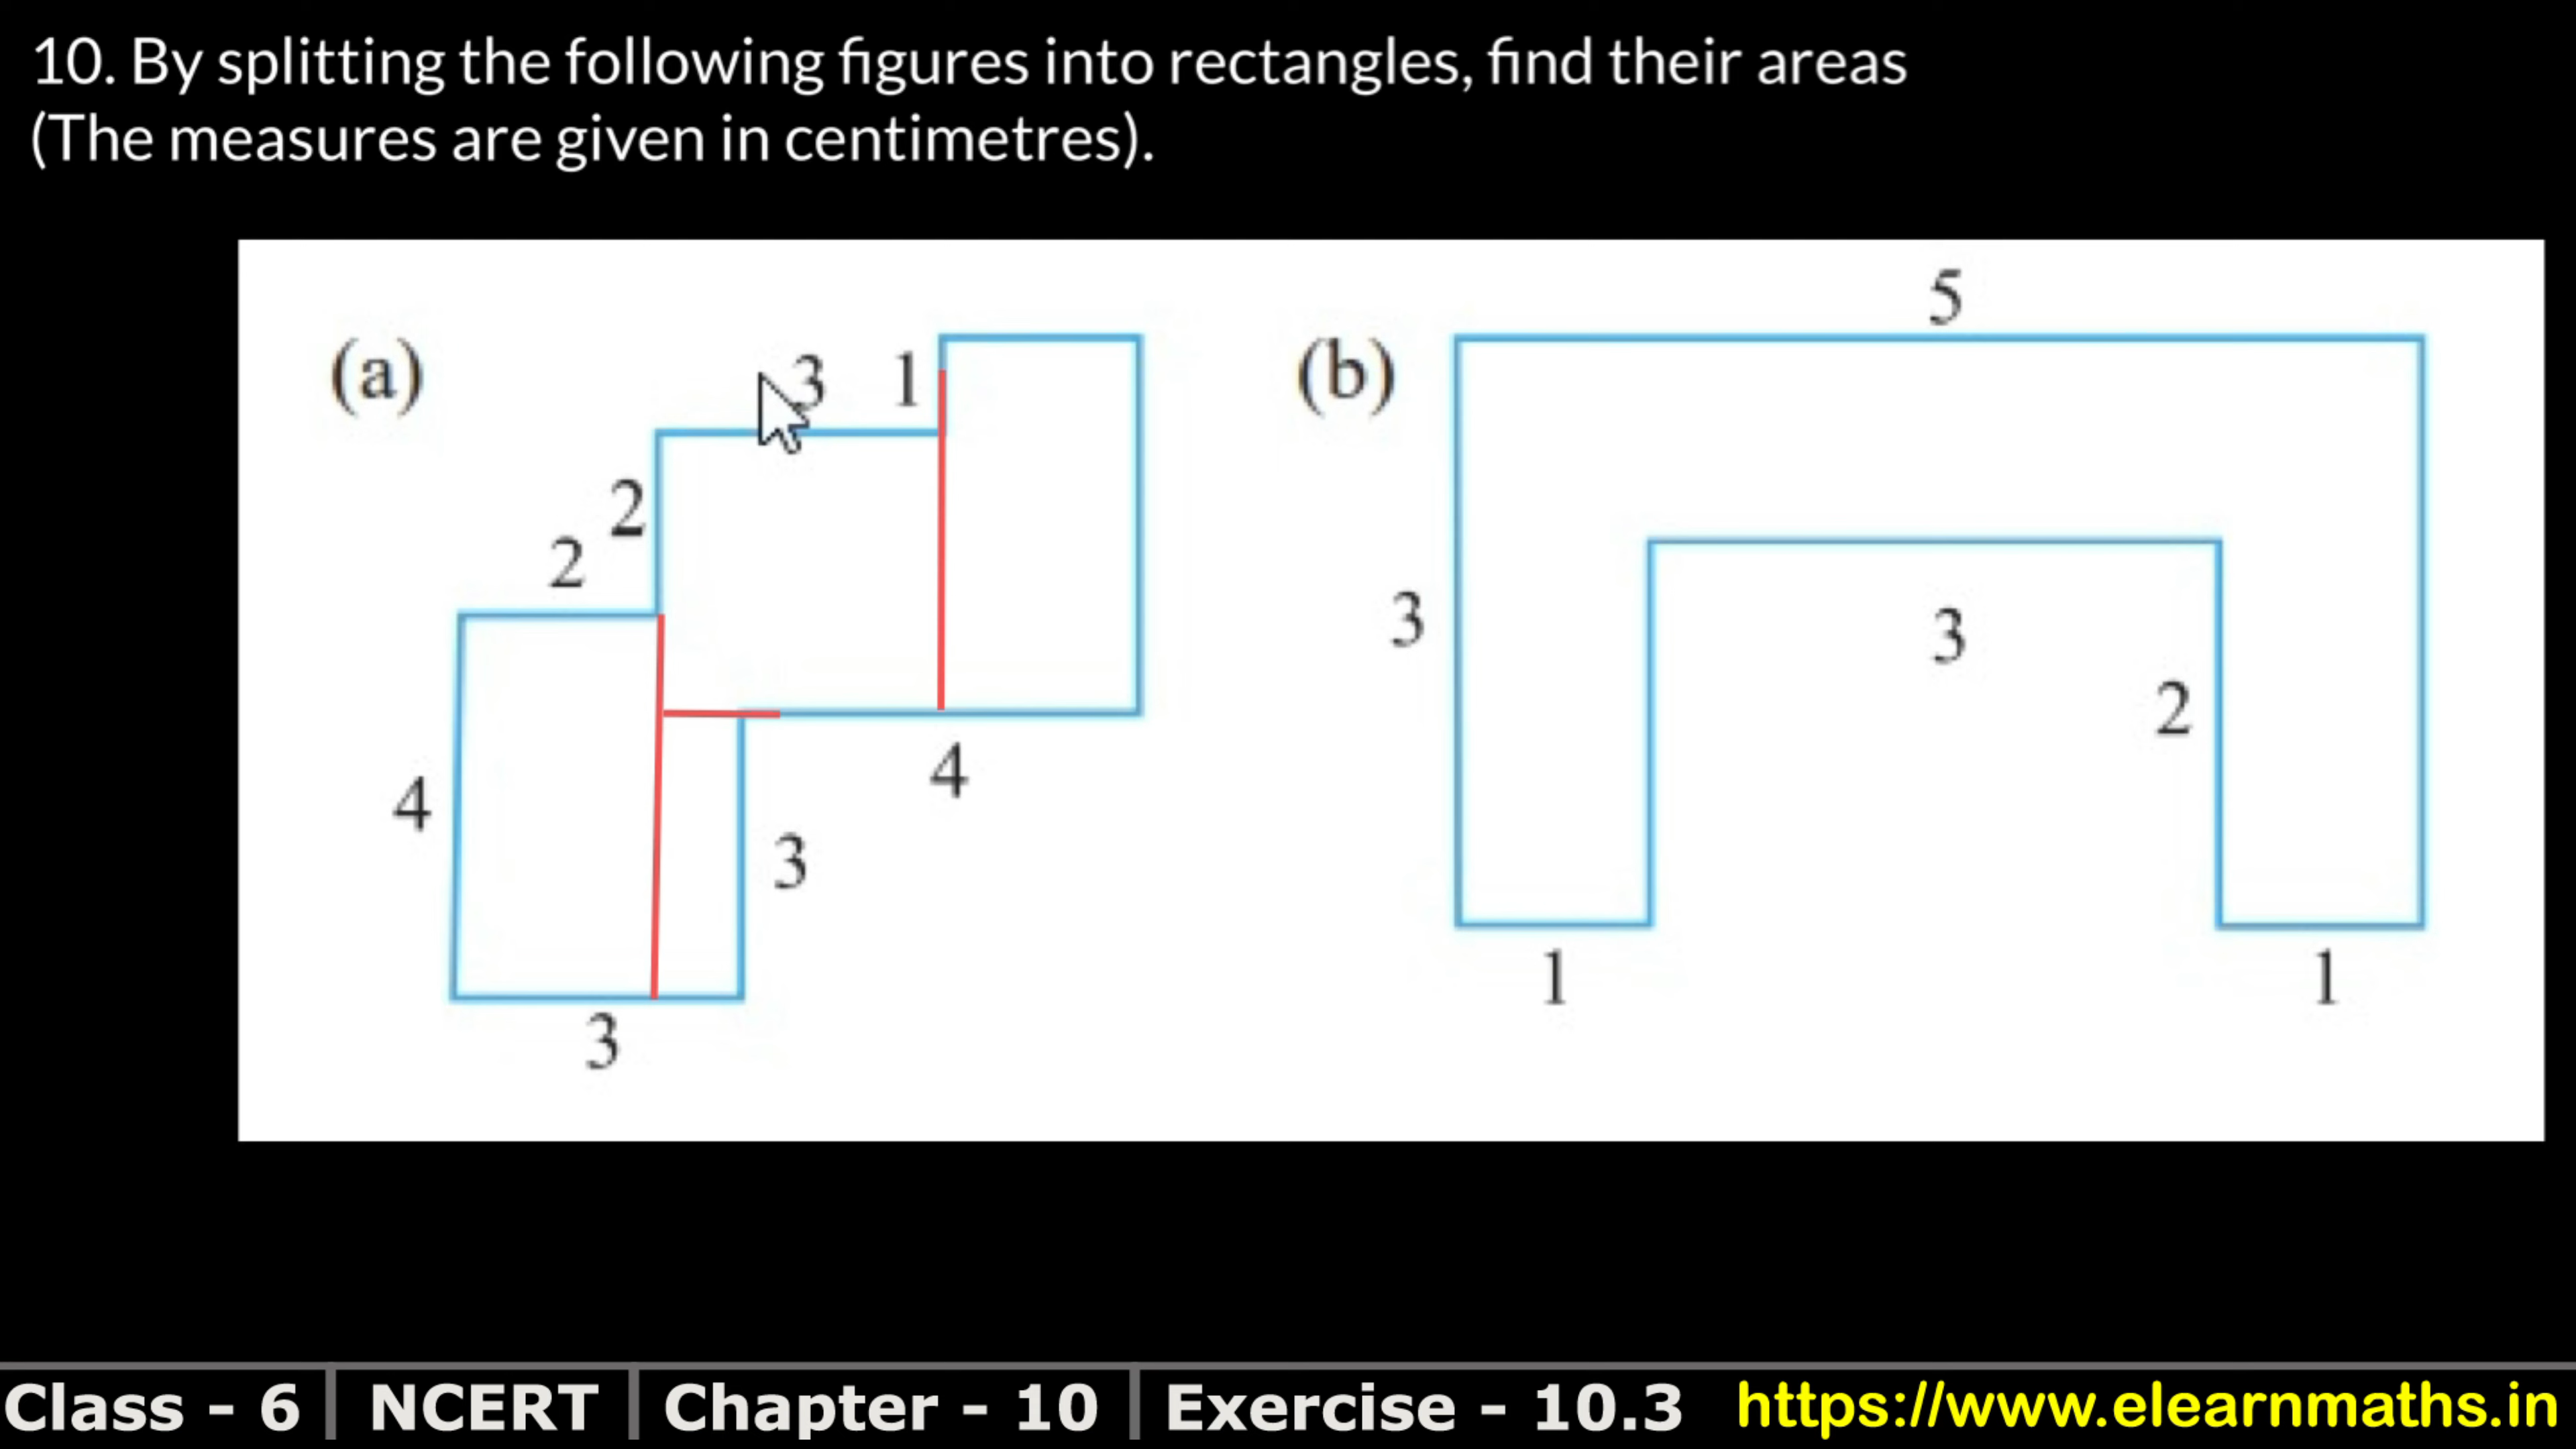 10. By splitting the following figures into rectangles, find their areas
(The measures are given in centimetres).
(a)
3 1
2
2
4
3
4
3
(b)
5
3
3
2
1
1
Class - 6 | NCERT | Chapter - 10 | Exercise - 10.3 https://www.elearnmaths.in